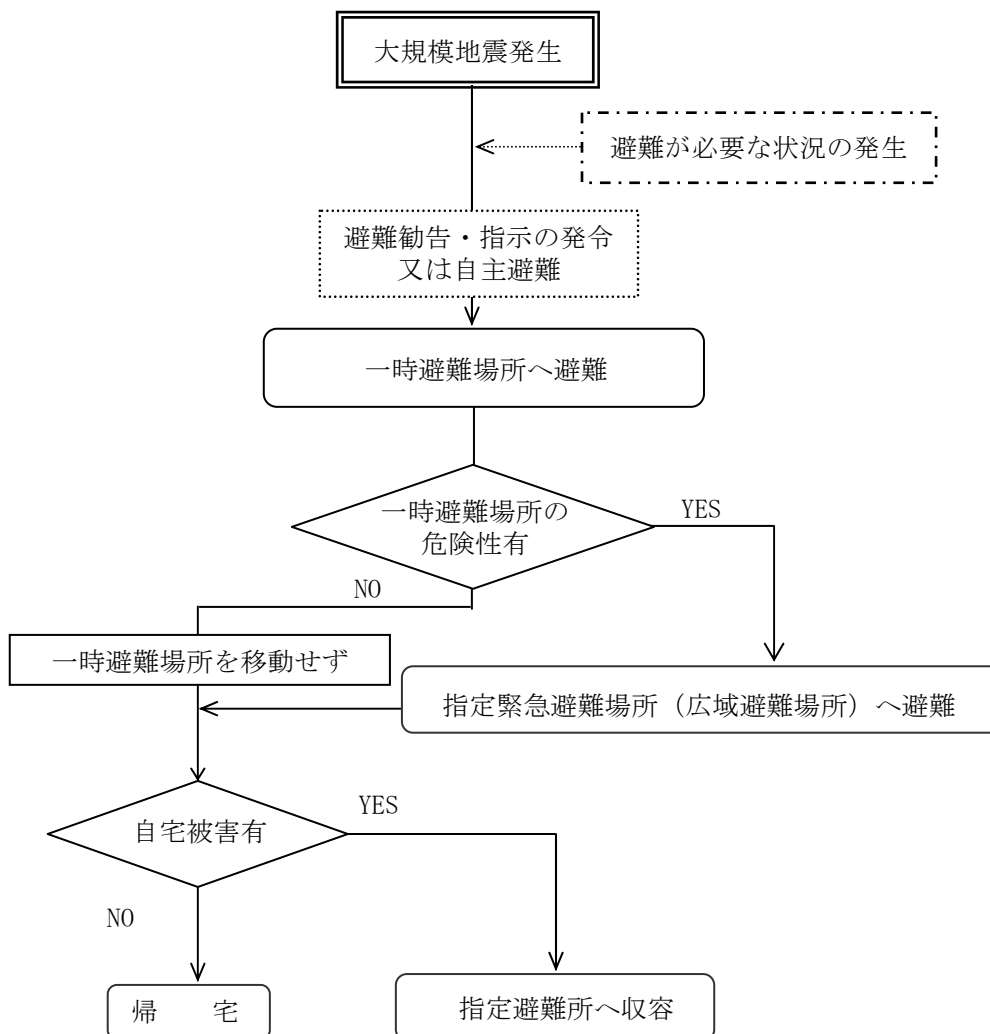 大規模地震発生
避難が必要な状況の発生
避難勧告・指示の発令
又は自主避難
一時避難場所へ避難
一時避難場所の
危険性有
YES
NO
一時避難場所を移動せず
指定緊急避難場所（広域避難場所）へ避難
自宅被害有
YES
NO
帰　　宅
指定避難所へ収容